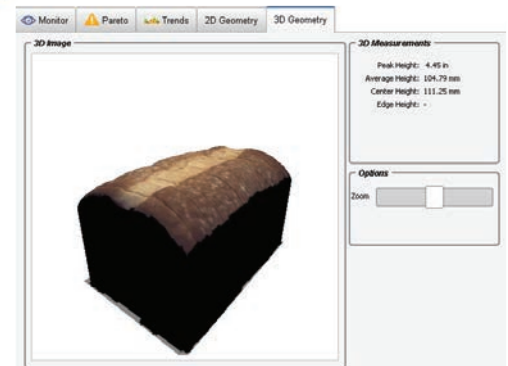 Monitor Pareto Trends 2D Geometry 3D Geometry
3D Image
3D Measurements
Peak Height: 4.45 in
Average Height: 104.79 mm
Center Height: 111.25 mm
Edge Height: -
Options
Zoom